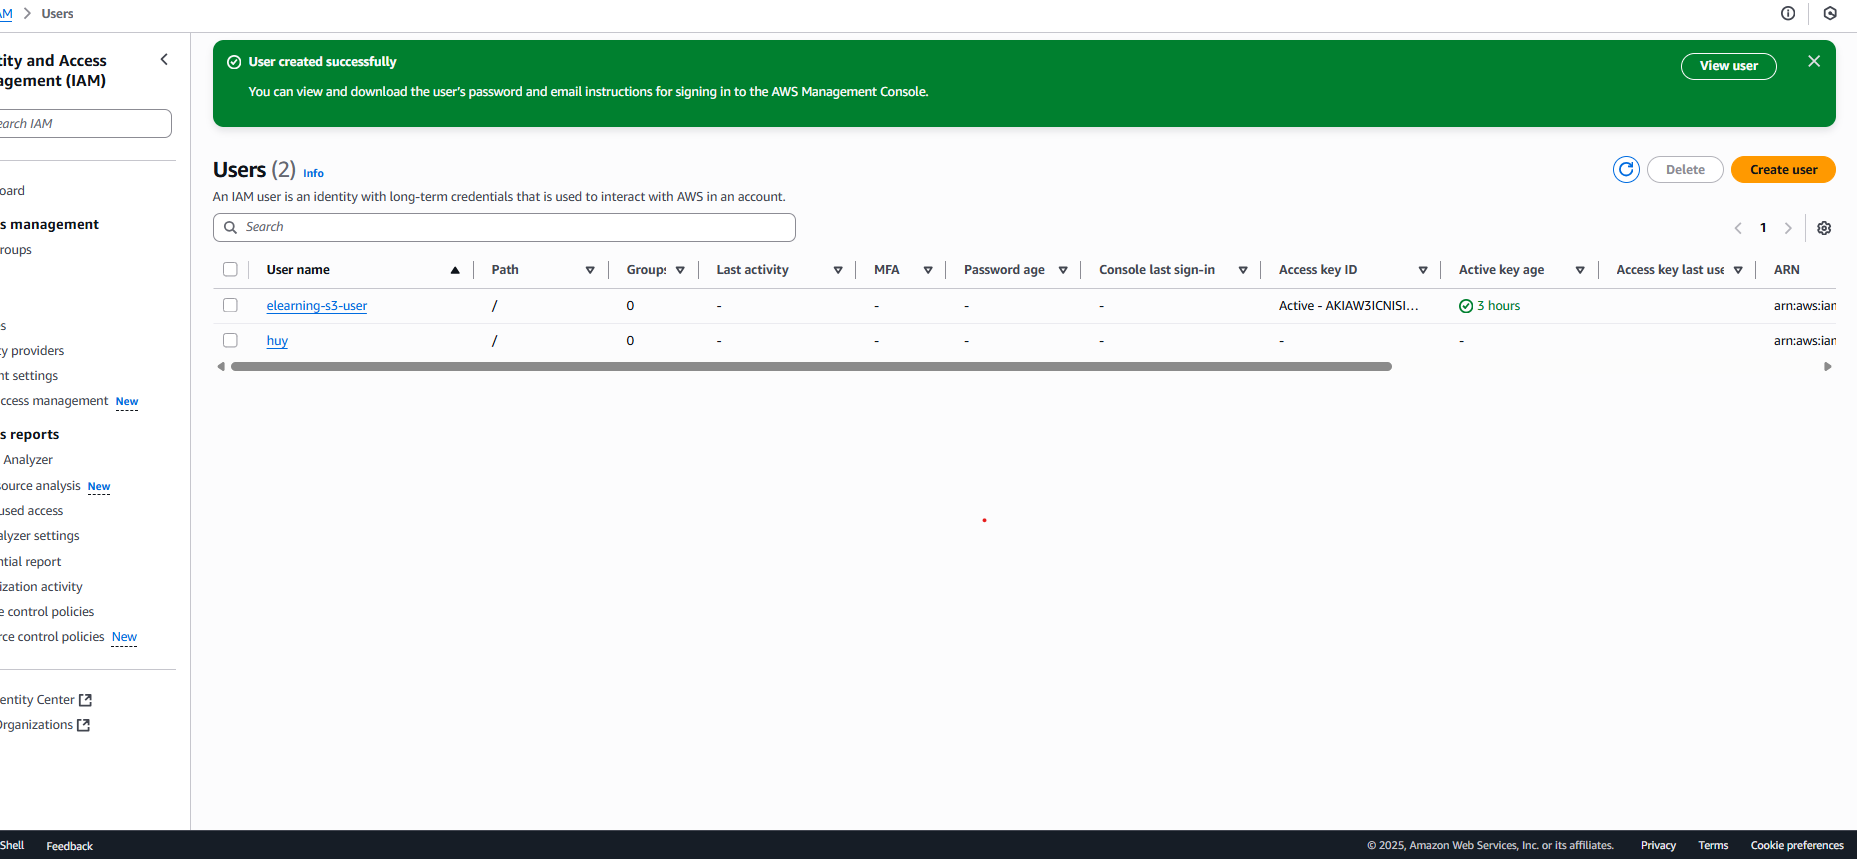 AM > Users
tity and Access
agement (IAM)
earch IAM
oard
s management
roups
s
ty providers
nt settings
ccess management New
s reports
Analyzer
source analysis New
used access
alyzer settings
ntial report
ization activity
e control policies
rce control policies New
entity Center
Organizations
User created successfully
You can view and download the user's password and email instructions for signing in to the AWS Management Console.
View user
Users (2) Info
Delete
Create user
An IAM user is an identity with long-term credentials that is used to interact with AWS in an account.
Search
1
User name Path Groups Last activity MFA Password age Console last sign-in Access key ID Active key age Access key last use ARN
elearning-s3-user / 0 - - - - Active - AKIAW3ICNISI... 3 hours arn:aws:ian
huy / 0 - - - - - - arn:aws:ian
Shell Feedback © 2025, Amazon Web Services, Inc. or its affiliates. Privacy Terms Cookie preferences